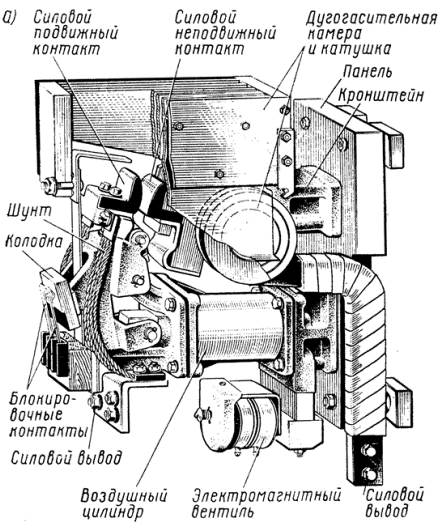 а)
Силовой
подвижный
контакт
Силовой
неподвижный
контакт
Дугогасительная
камера
и катушка
Панель
Кронштейн
Шунт
Колодка
Блокиро-
вочные
контакты
Силовой вывод
Воздушный
цилиндр
Электромагнитный
вентиль
Силовой
вывод